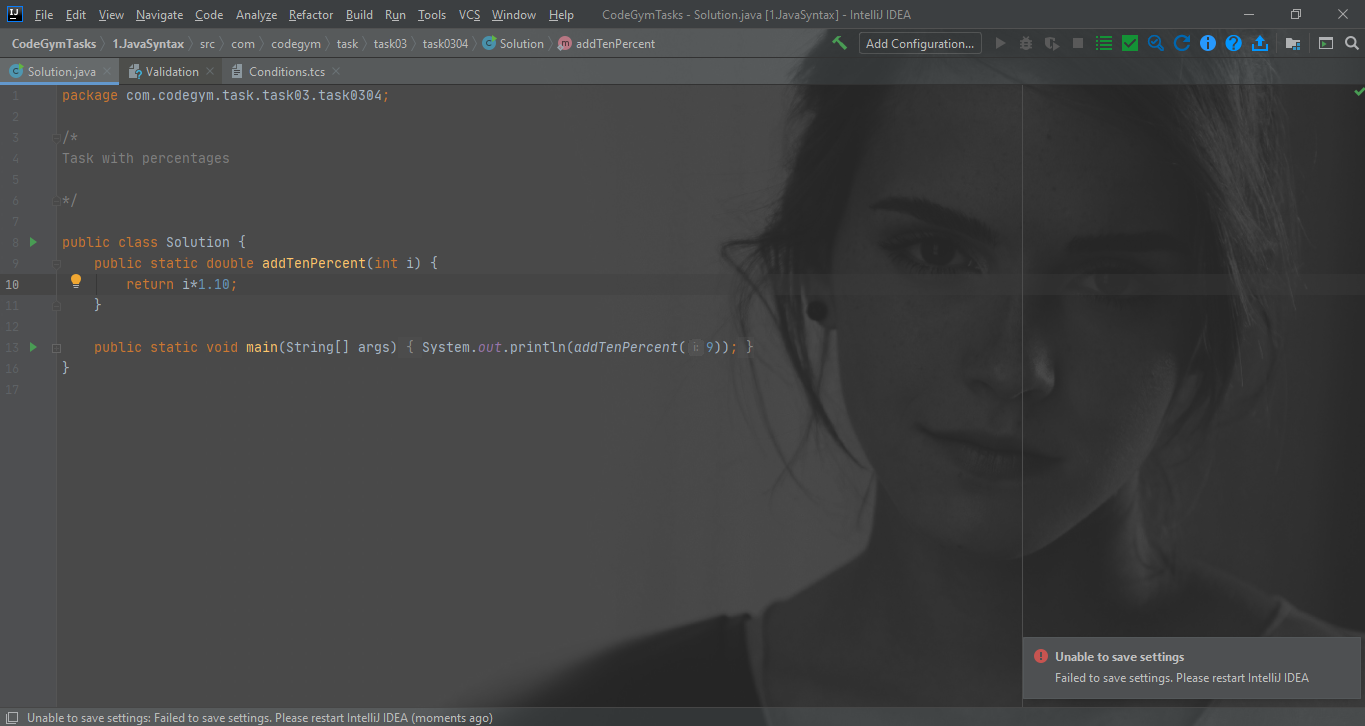 IJ File Edit View Navigate Code Analyze Refactor Build Run Tools VCS Window Help CodeGymTasks - Solution.java [1.JavaSyntax] - IntelliJ IDEA
CodeGymTasks 1.JavaSyntax src com codegym task task03 task0304 C Solution m addTenPercent Add Configuration...
C Solution.java Validation Conditions.tcs
1 package com.codegym.task.task03.task0304;
2
3 /*
4 Task with percentages
5
6 */
7
8 public class Solution {
9 public static double addTenPercent(int i) {
10 return i*1.10;
11 }
12
13 public static void main(String[] args) { System.out.println(addTenPercent( i: 9)); }
16 }
17
Unable to save settings
Failed to save settings. Please restart IntelliJ IDEA
Unable to save settings: Failed to save settings. Please restart IntelliJ IDEA (moments ago)